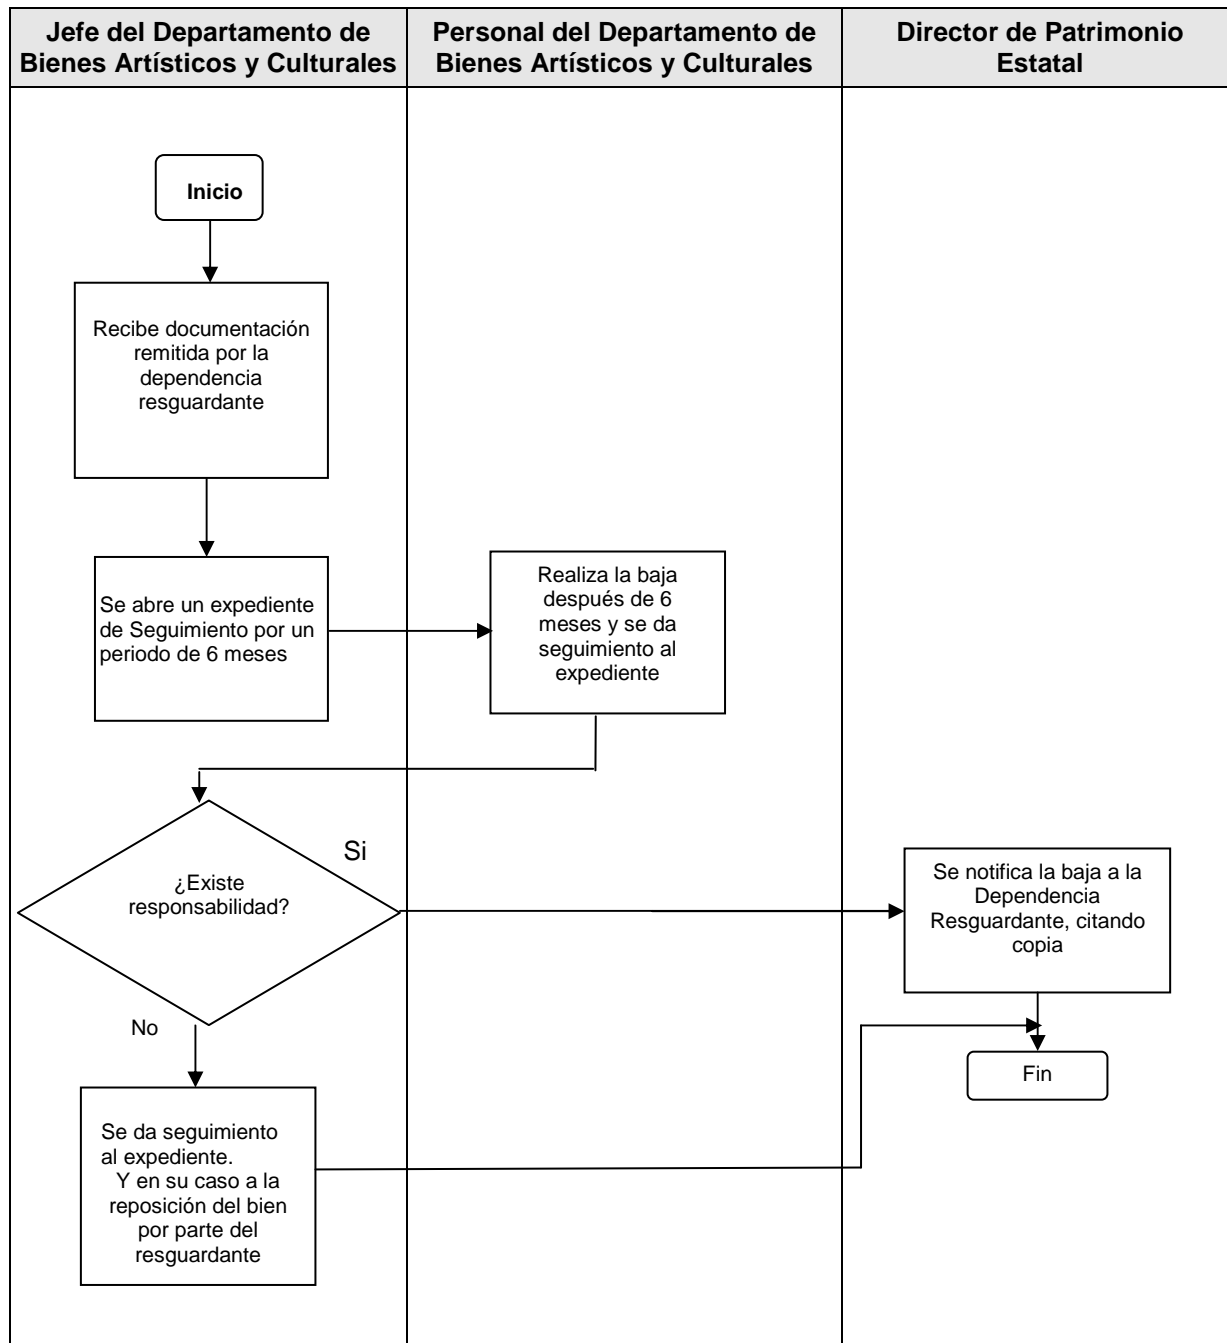 Jefe del Departamento de
Bienes Artísticos y Culturales
Personal del Departamento de
Bienes Artísticos y Culturales
Director de Patrimonio
Estatal
Inicio
Recibe documentación
remitida por la
dependencia
resguardante
Se abre un expediente
de Seguimiento por un
periodo de 6 meses
Realiza la baja
después de 6
meses y se da
seguimiento al
expediente
¿Existe
responsabilidad?
Si
Se notifica la baja a la
Dependencia
Resguardante, citando
copia
No
Fin
Se da seguimiento
al expediente.
Y en su caso a la
reposición del bien
por parte del
resguardante